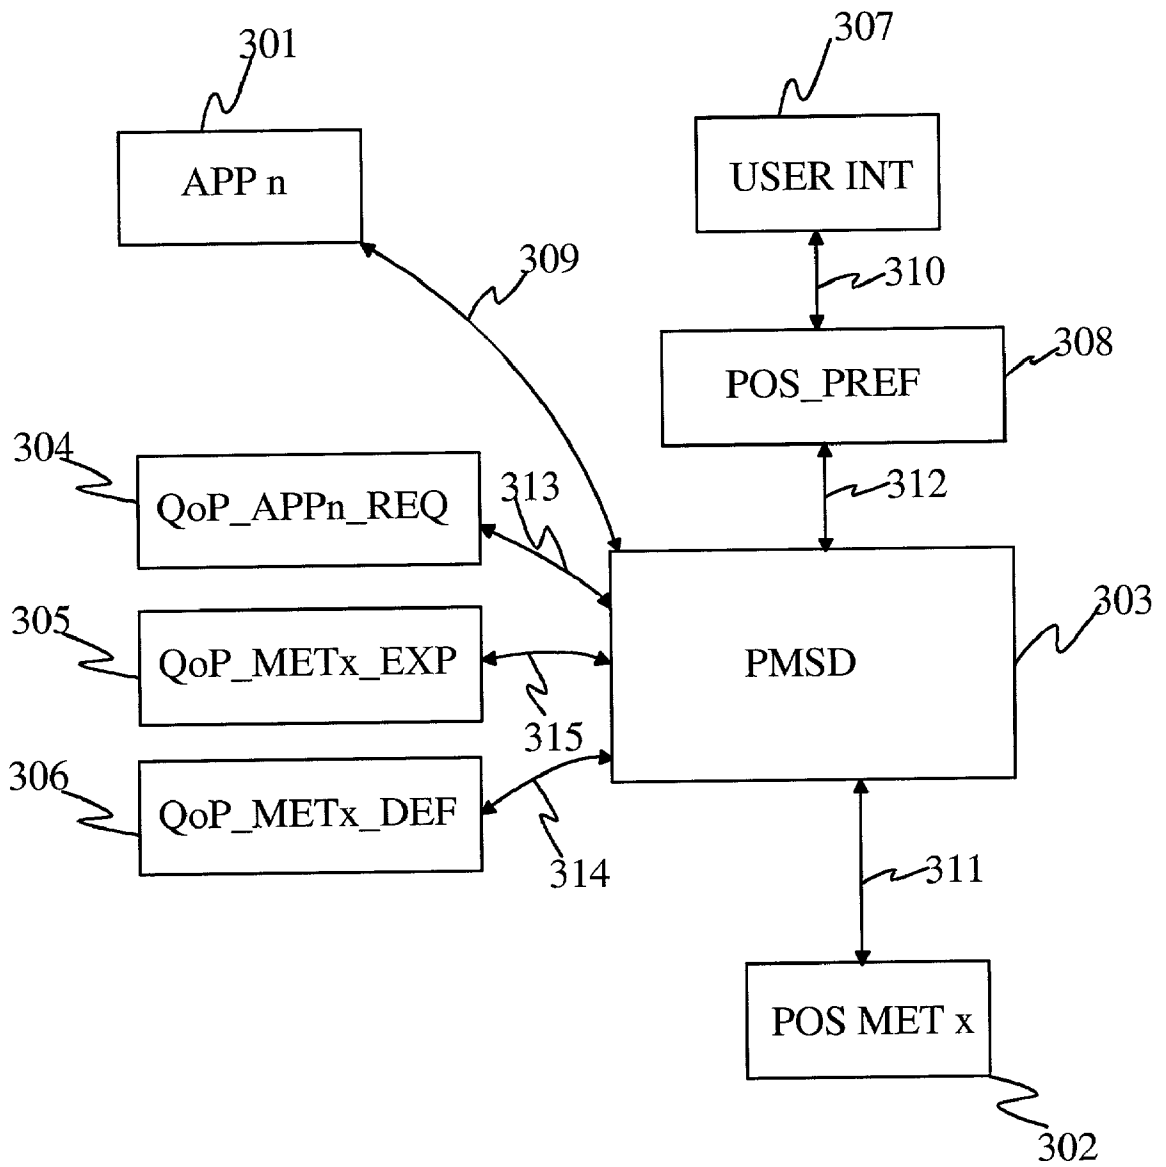 307
301
USER INT
APP n
309
310
308
POS_PREF
304
313
312
QoP_APPn_REQ
303
305
QoP_METx_EXP
PMSD
315
306
QoP_METx_DEF
314
311
POS MET x
302